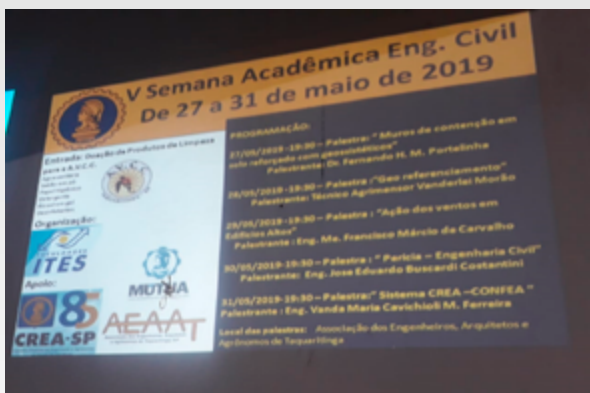 V Semana Acadêmica Eng. Civil
De 27 a 31 de maio de 2019
Entrada: Doação de Produtos de Limpeza
para a A.V.C.C.
Organização:
ITES
Apoio:
MÚTUA
85
CREA-SP
AEAAT
PROGRAMAÇÃO:
27/05/2019 -19:30 – Palestra: " Muros de contenção em
solo reforçado com geossintéticos"
Palestrante: Dr. Fernando H. M. Portelinha
28/05/2019 -19:30 – Palestra :"Geo referenciamento"
Palestrante: Técnico Agrimensor Vanderlei Morão
29/05/2019-19:30 – Palestra : "Ação dos ventos em
Edifícios Altos"
Palestrante : Eng. Me. Francisco Márcio de Carvalho
30/05/2019-19:30 – Palestra : " Perícia – Engenharia Civil"
Palestrante: Eng. Jose Eduardo Buscardi Costantini
31/05/2019-19:30 – Palestra:" Sistema CREA –CONFEA "
Palestrante : Eng. Vanda Maria Cavichioli M. Ferreira
Local das palestras: Associação dos Engenheiros, Arquitetos e
Agrônomos de Taquaritinga